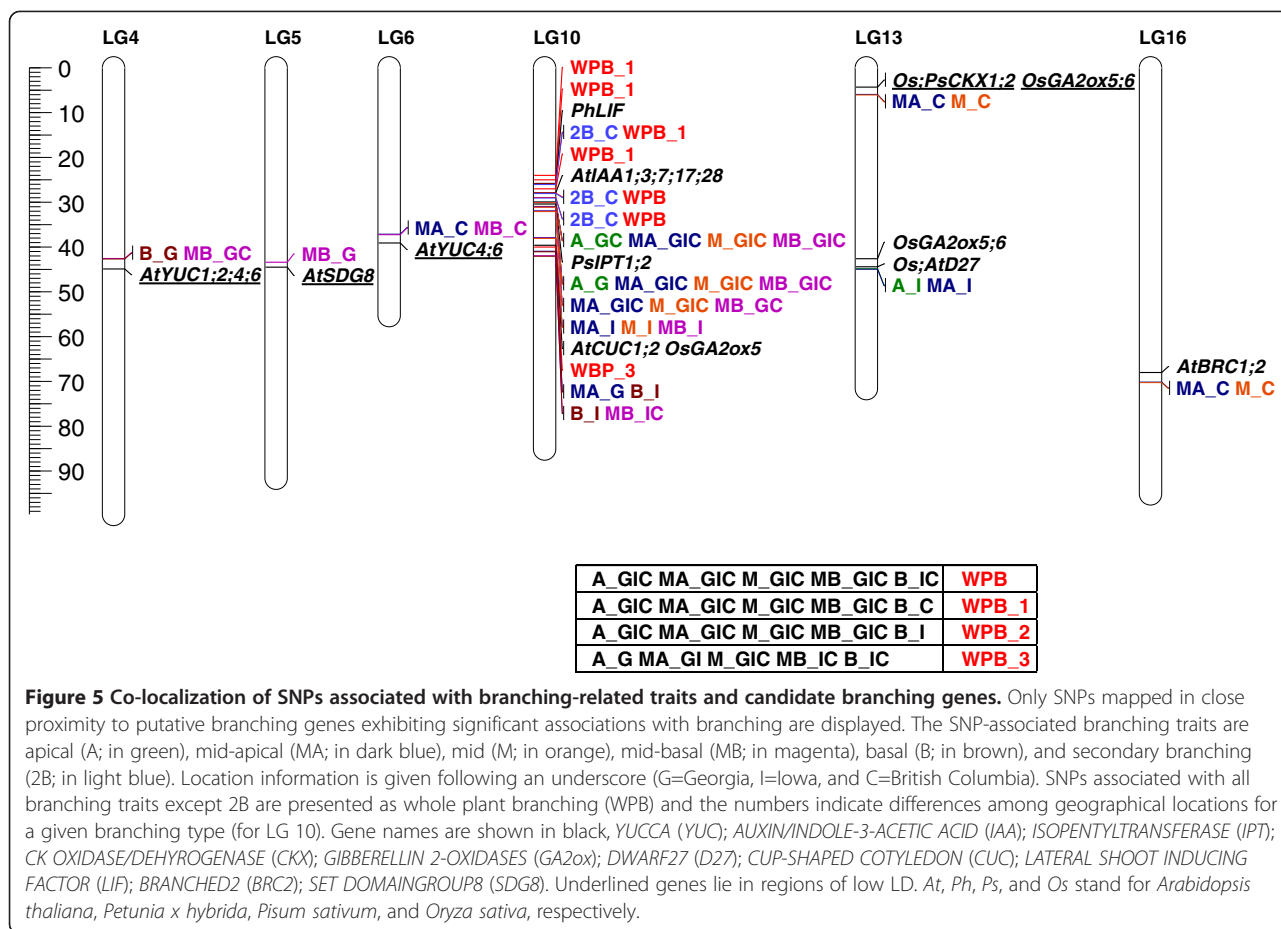 LG4 LG5 LG6 LG10 LG13 LG16
0
10
20
30
40
50
60
70
80
90
B_G MB_GC
AtYUC1;2;4;6
MB_G
AtSDG8
MA_C MB_C
AtYUC4;6
WPB_1
WPB_1
PhLIF
2B_C WPB_1
WPB_1
AtIAA1;3;7;17;28
2B_C WPB
2B_C WPB
A_GC MA_GIC M_GIC MB_GIC
PsIPT1;2
A_G MA_GIC M_GIC MB_GIC
MA_GIC M_GIC MB_GC
MA_I M_I MB_I
AtCUC1;2 OsGA2ox5
WBP_3
MA_G B_I
B_I MB_IC
Os;PsCKX1;2 OsGA2ox5;6
MA_C M_C
OsGA2ox5;6
Os;AtD27
A_I MA_I
AtBRC1;2
MA_C M_C
A_GIC MA_GIC M_GIC MB_GIC B_IC WPB
A_GIC MA_GIC M_GIC MB_GIC B_C WPB_1
A_GIC MA_GIC M_GIC MB_GIC B_I WPB_2
A_G MA_GI M_GIC MB_IC B_IC WPB_3
Figure 5 Co-localization of SNPs associated with branching-related traits and candidate branching genes. Only SNPs mapped in close
proximity to putative branching genes exhibiting significant associations with branching are displayed. The SNP-associated branching traits are
apical (A; in green), mid-apical (MA; in dark blue), mid (M; in orange), mid-basal (MB; in magenta), basal (B; in brown), and secondary branching
(2B; in light blue). Location information is given following an underscore (G=Georgia, I=Iowa, and C=British Columbia). SNPs associated with all
branching traits except 2B are presented as whole plant branching (WPB) and the numbers indicate differences among geographical locations for
a given branching type (for LG 10). Gene names are shown in black, YUCCA (YUC); AUXIN/INDOLE-3-ACETIC ACID (IAA); ISOPENTYLTRANSFERASE (IPT);
CK OXIDASE/DEHYROGENASE (CKX); GIBBERELLIN 2-OXIDASES (GA2ox); DWARF27 (D27); CUP-SHAPED COTYLEDON (CUC); LATERAL SHOOT INDUCING
FACTOR (LIF); BRANCHED2 (BRC2); SET DOMAINGROUP8 (SDG8). Underlined genes lie in regions of low LD. At, Ph, Ps, and Os stand for Arabidopsis
thaliana, Petunia x hybrida, Pisum sativum, and Oryza sativa, respectively.